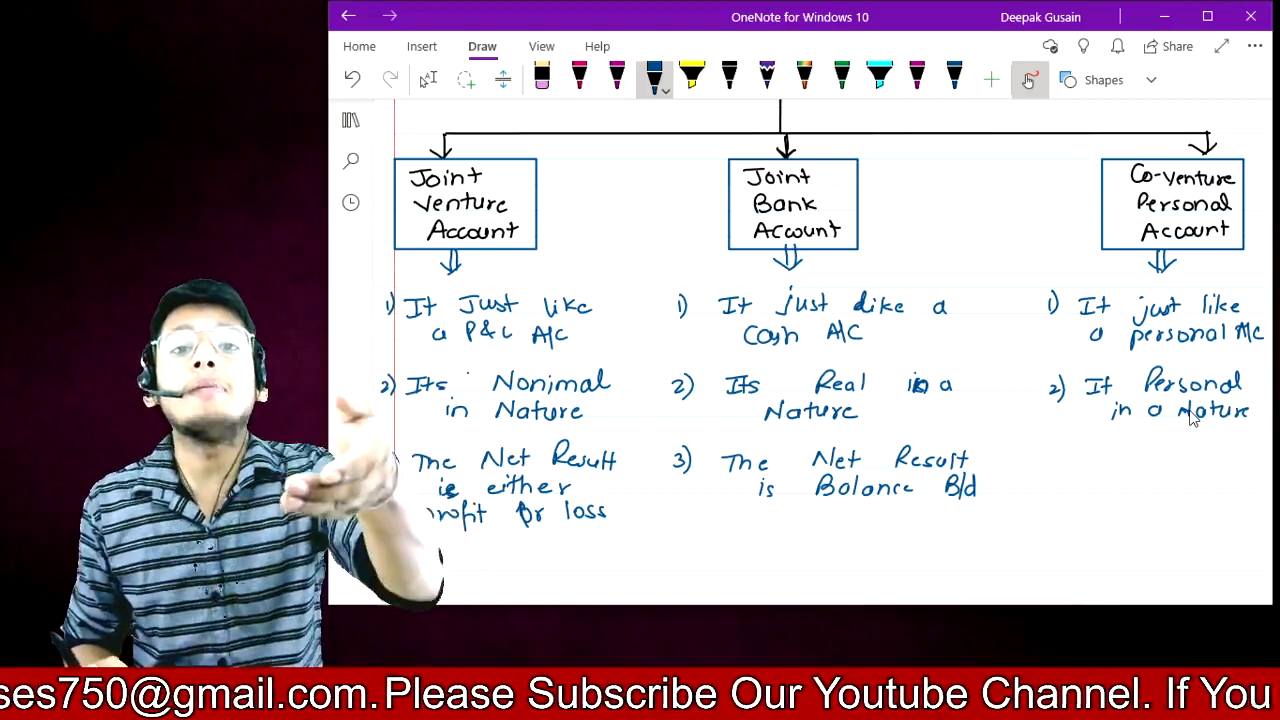 OneNote for Windows 10
Deepak Gusain
Home Insert Draw View Help
Share
Shapes
Joint
Venture
Account
Joint
Bank
Account
Co-venture
Personal
Account
1) It Just like
a P&L A/C
2) Its Nonimal
in Nature
The Net Result
is either
profit or loss
1) It just like a
Cash A/C
2) Its Real in a
Nature
3) The Net Result
is Balance B/d
1) It just like
a personal A/c
2) It Personal
in a Nature
ses750@gmail.com. Please Subscribe Our Youtube Channel. If You